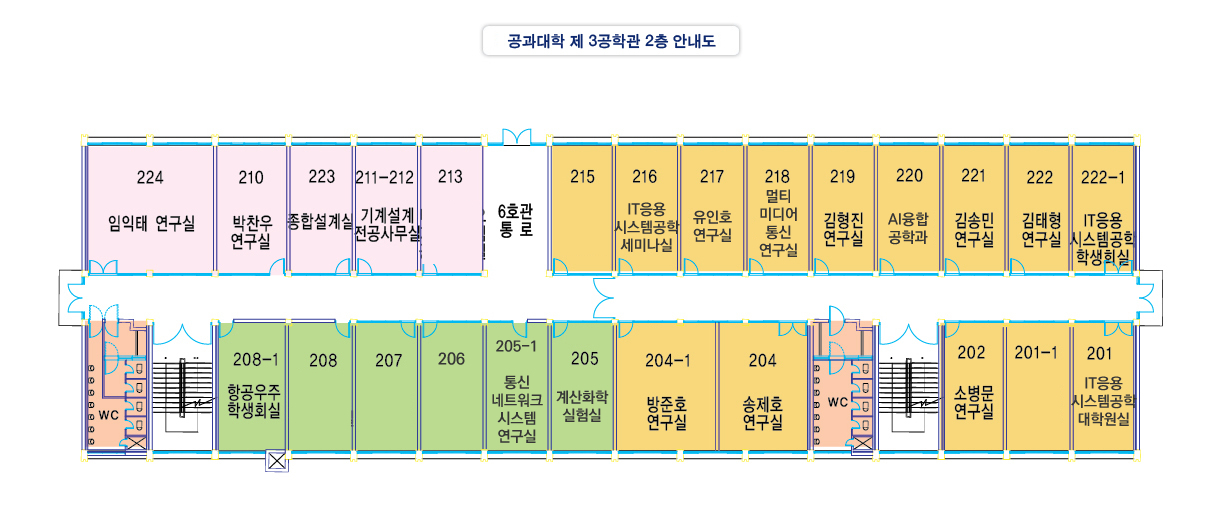 공과대학 제 3공학관 2층 안내도
224
임익태 연구실
210
박찬우
연구실
223
종합설계실
211-212
기계설계
전공사무실
213
6호관
통 로
215
216
IT응용
시스템공학
세미나실
217
유인호
연구실
218
멀티
미디어
통신
연구실
219
김형진
연구실
220
AI융합
공학과
221
김송민
연구실
222
김태형
연구실
222-1
IT응용
시스템공학
학생회실
WC
208-1
항공우주
학생회실
208
207
206
205-1
통신
네트워크
시스템
연구실
205
계산화학
실험실
204-1
방준호
연구실
204
송제호
연구실
WC
202
소병문
연구실
201-1
201
IT응용
시스템공학
대학원실